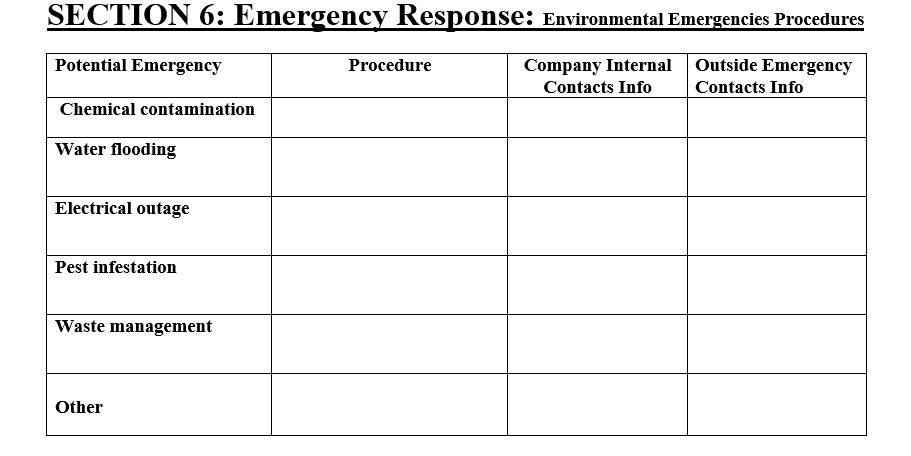 SECTION 6: Emergency Response: Environmental Emergencies Procedures
Potential Emergency Procedure Company Internal Contacts Info Outside Emergency Contacts Info
Chemical contamination
Water flooding
Electrical outage
Pest infestation
Waste management
Other